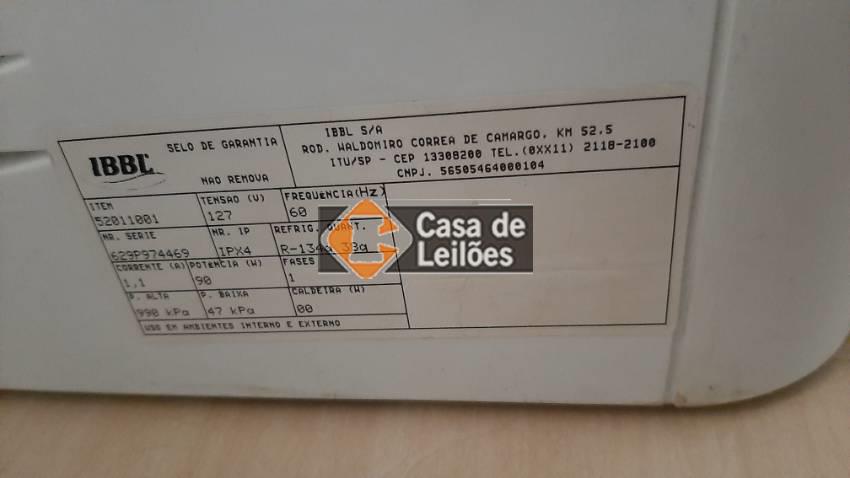 IBBL
SELO DE GARANTIA
NAO REMOVA
IBBL S/A
ROD. WALDOMIRO CORREA DE CAMARGO, KM 52,5
ITU/SP - CEP 13308200 TEL.(0XX11) 2118-2100
CNPJ. 56505464000104
ITEM TENSAO (V) FREQUENCIA(Hz)
52011001 127 60
NR. SERIE NR. IP REFRIG. QUANT.
629P974469 IPX4 R-134a 38g
CORRENTE (A) POTENCIA (W) FASES
1,1 90 1
P. ALTA P. BAIXA CALDEIRA (W)
990 kPa 47 kPa 00
USO EM AMBIENTES INTERNO E EXTERNO
Casa de
Leilões